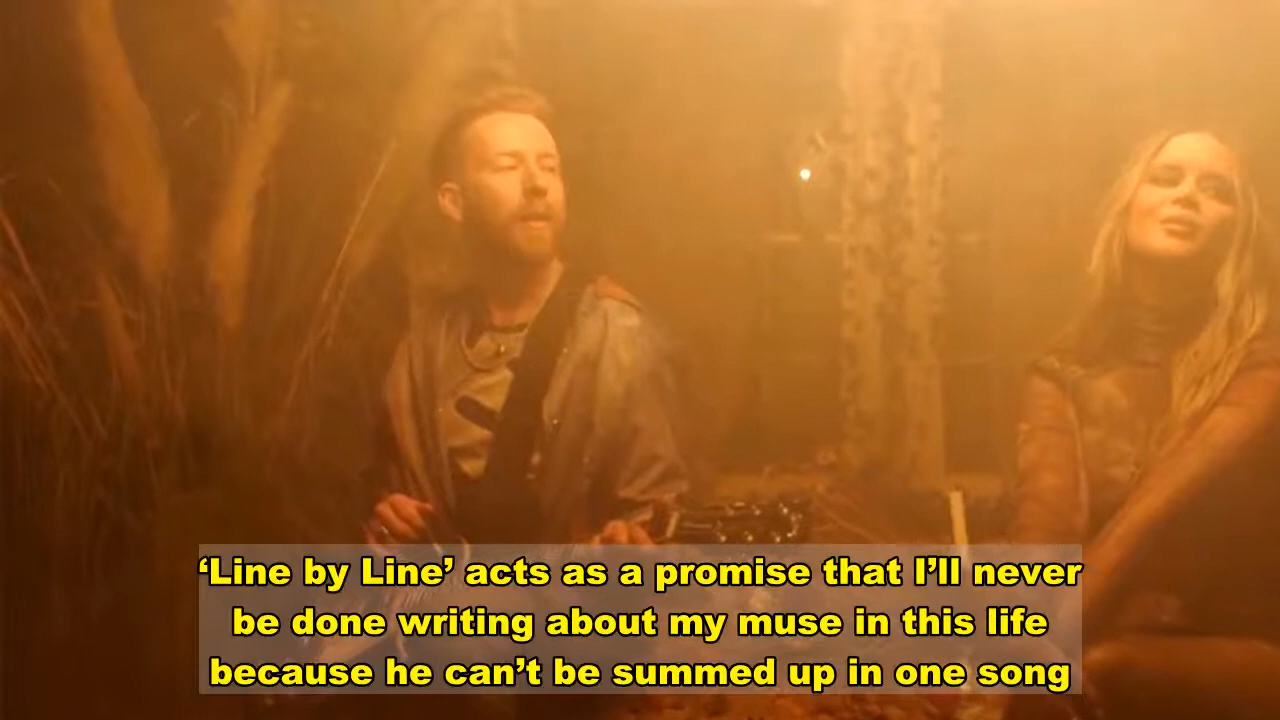 ‘Line by Line’ acts as a promise that I’ll never
be done writing about my muse in this life
because he can’t be summed up in one song